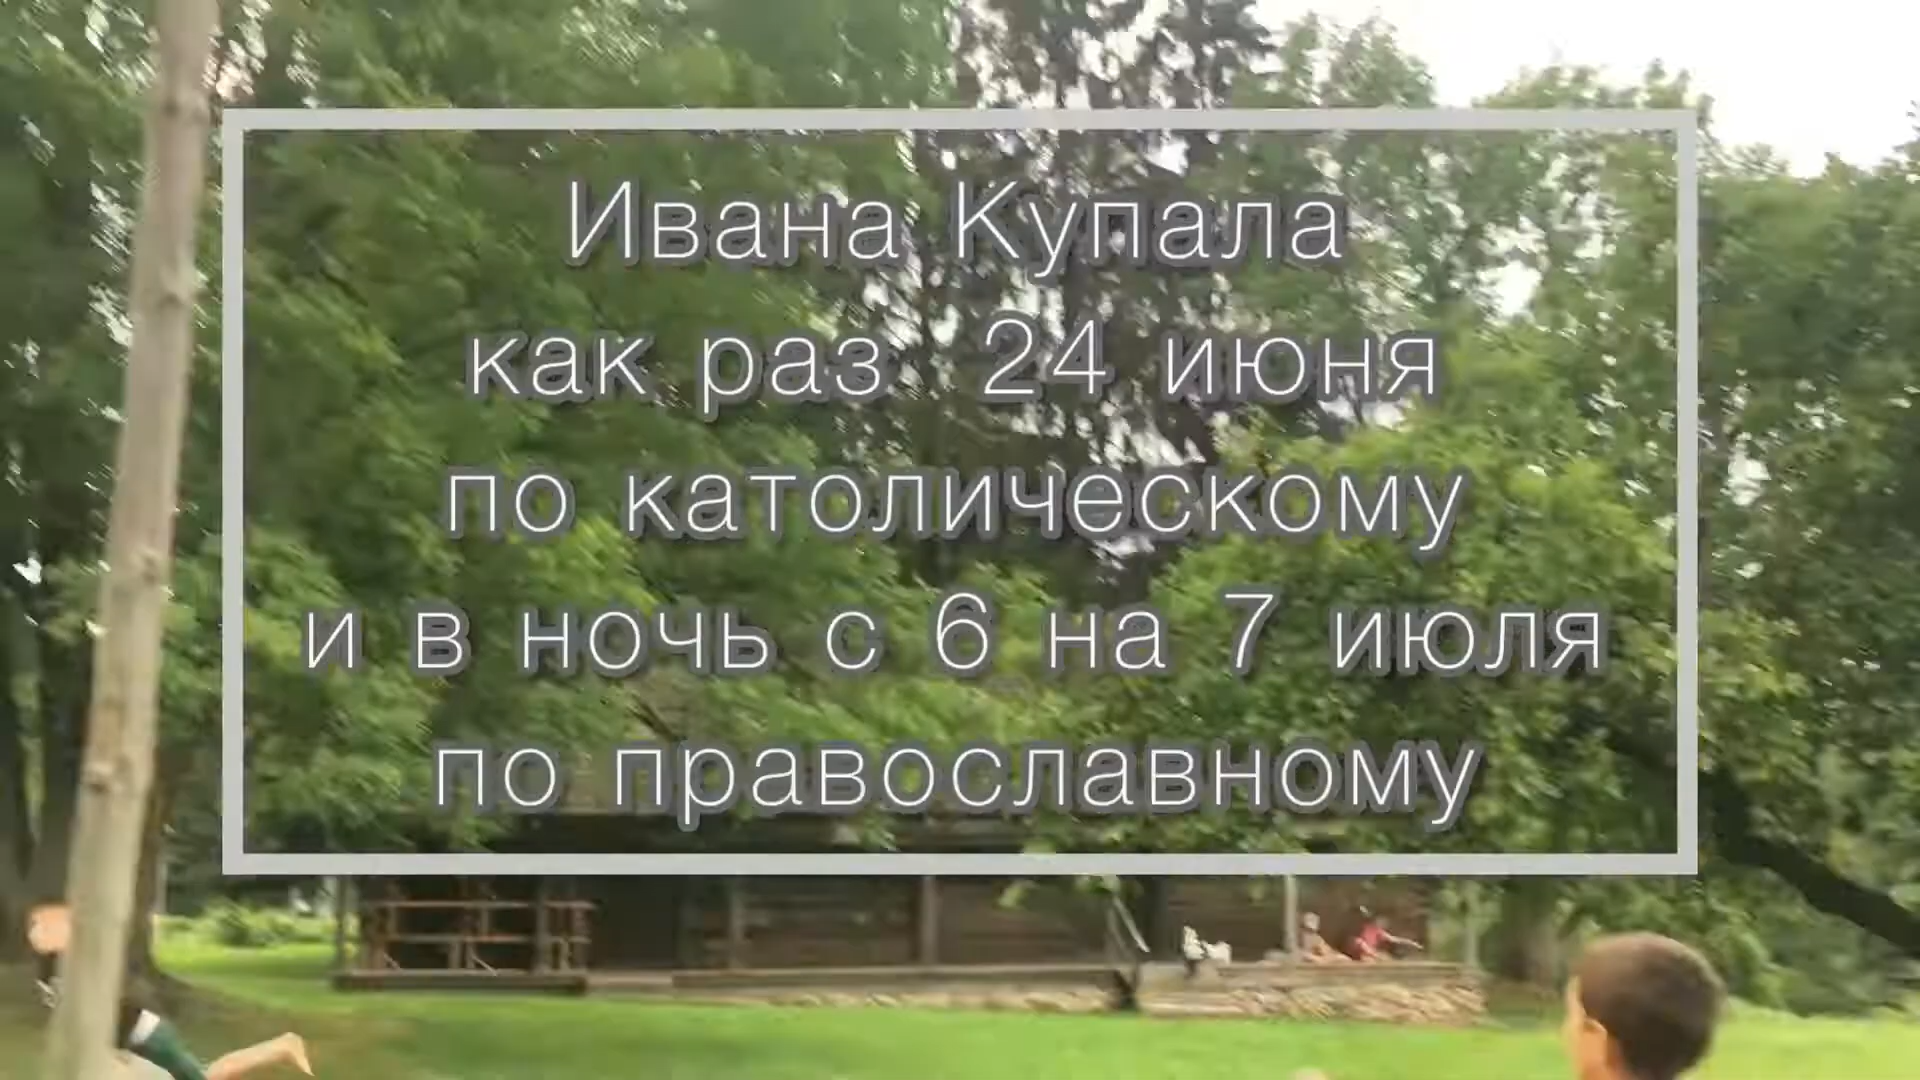 Ивана Купала
как раз 24 июня
по католическому
и в ночь с 6 на 7 июля
по православному